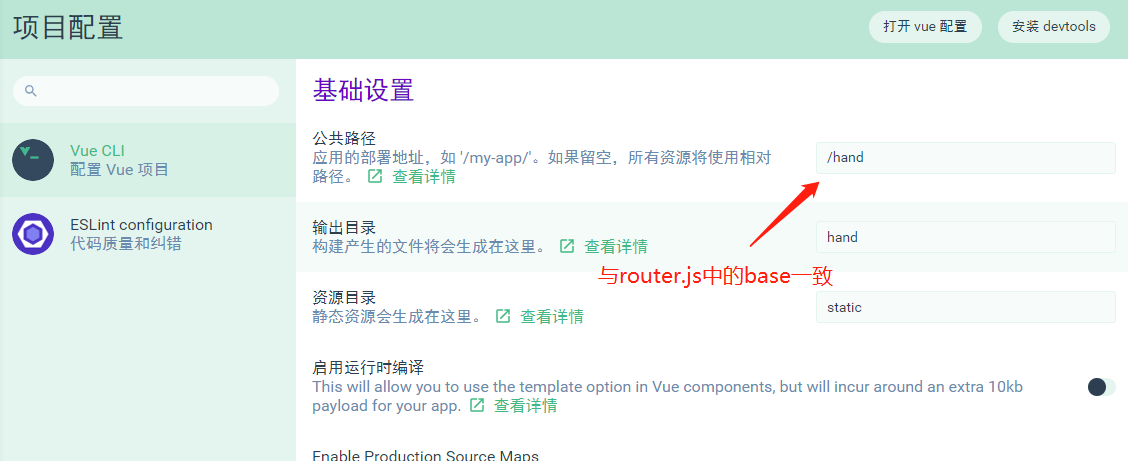 项目配置
打开 vue 配置
安装 devtools
Vue CLI
配置 Vue 项目
ESLint configuration
代码质量和纠错
基础设置
公共路径
应用的部署地址，如 '/my-app/'。如果留空，所有资源将使用相对
路径。 查看详情
/hand
输出目录
构建产生的文件将会生成在这里。 查看详情
hand
与router.js中的base一致
资源目录
静态资源会生成在这里。 查看详情
static
启用运行时编译
This will allow you to use the template option in Vue components, but will incur around an extra 10kb
payload for your app. 查看详情
Enable Production Source Maps